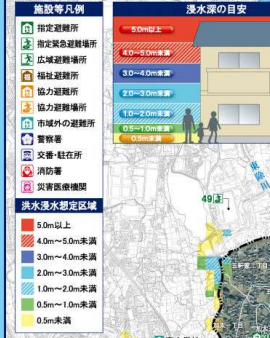 施設等凡例
指定避難所
指定緊急避難場所
広域避難場所
福祉避難所
協力避難所
協力避難場所
市域外の避難所
警察署
交番・駐在所
消防署
災害医療機関
洪水浸水想定区域
5.0m以上
4.0m～5.0m未満
3.0m～4.0m未満
2.0m～3.0m未満
1.0m～2.0m未満
0.5m～1.0m未満
0.5m未満
浸水深の目安
5.0m以上
4.0～5.0m未満
3.0～4.0m未満
2.0～3.0m未満
1.0～2.0m未満
0.5～1.0m未満
0.5m未満
東除川
49